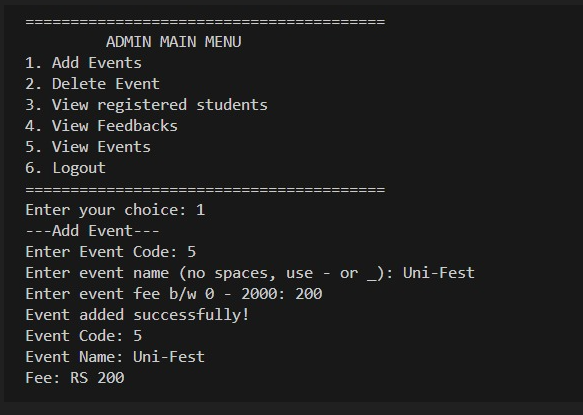 ========================================
ADMIN MAIN MENU
1. Add Events
2. Delete Event
3. View registered students
4. View Feedbacks
5. View Events
6. Logout
========================================
Enter your choice: 1
---Add Event---
Enter Event Code: 5
Enter event name (no spaces, use - or _): Uni-Fest
Enter event fee b/w 0 - 2000: 200
Event added successfully!
Event Code: 5
Event Name: Uni-Fest
Fee: RS 200